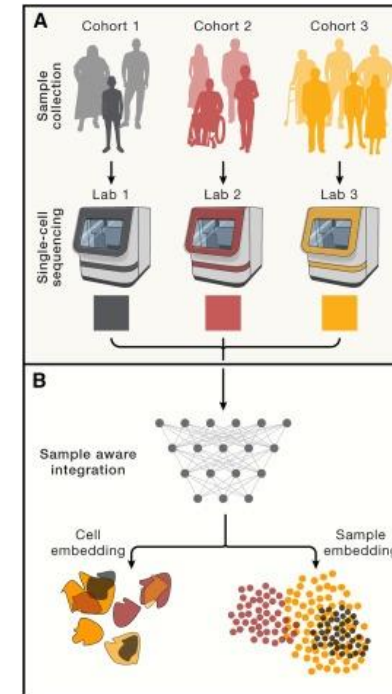 A
Cohort 1 Cohort 2 Cohort 3
Sample
collection
Lab 1 Lab 2 Lab 3
Single-cell
sequencing
B
Sample aware
integration
Cell
embedding
Sample
embedding